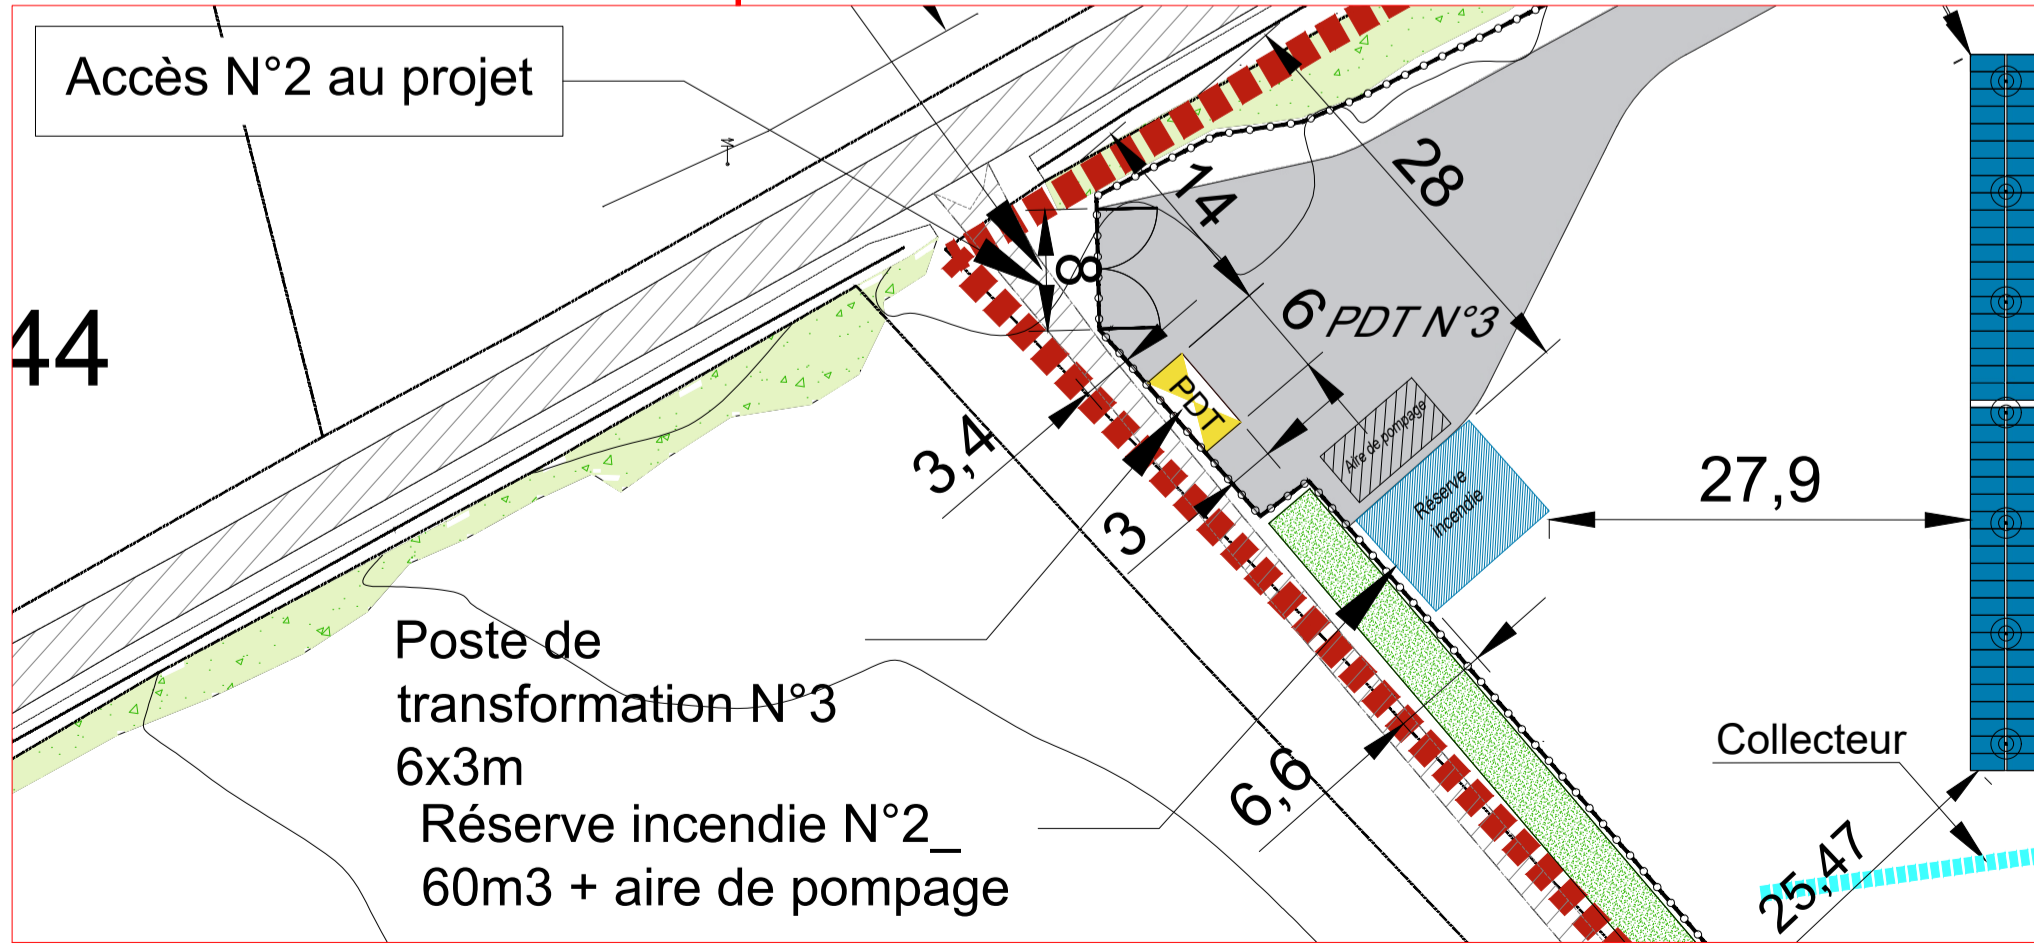 Accès N°2 au projet
44
28
14
8
6 PDT N°3
PDT
3,4
Aire de pompage
Réserve
incendie
27,9
3
Poste de
transformation N°3
6x3m
Réserve incendie N°2_
60m3 + aire de pompage
6,6
Collecteur
25,47